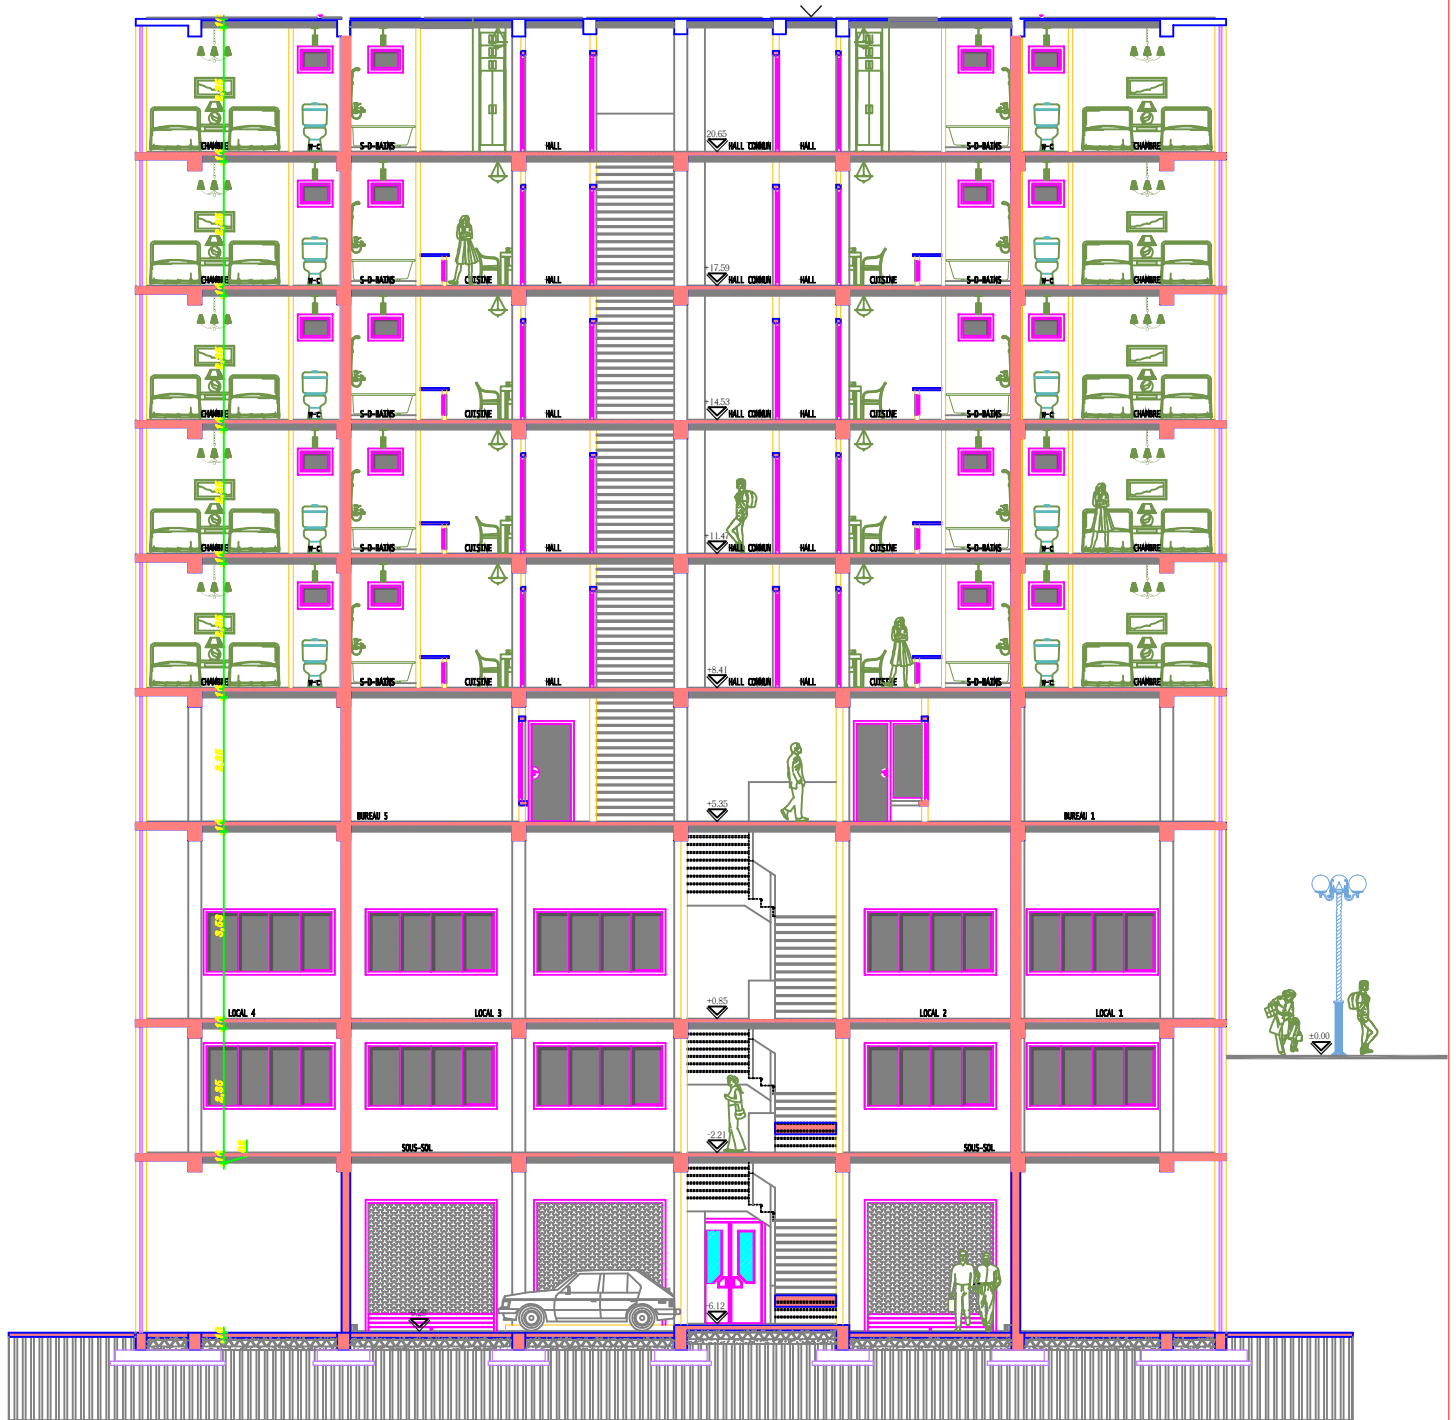 20.65
CHAMBRE W-C S-D-BAINS HALL HALL COMMUN HALL S-D-BAINS W-C CHAMBRE
+17.59
CHAMBRE W-C S-D-BAINS CUISINE HALL HALL COMMUN HALL CUISINE S-D-BAINS W-C CHAMBRE
+14.53
CHAMBRE W-C S-D-BAINS CUISINE HALL HALL COMMUN HALL CUISINE S-D-BAINS W-C CHAMBRE
+11.47
CHAMBRE W-C S-D-BAINS CUISINE HALL HALL COMMUN HALL CUISINE S-D-BAINS W-C CHAMBRE
+8.41
CHAMBRE W-C S-D-BAINS CUISINE HALL HALL COMMUN HALL CUISINE S-D-BAINS W-C CHAMBRE
+5.35
BUREAU 5 BUREAU 1
3,68
+0.85
LOCAL 4 LOCAL 3 LOCAL 2 LOCAL 1
±0.00
-2.21
SOUS-SOL SOUS-SOL
-6.12